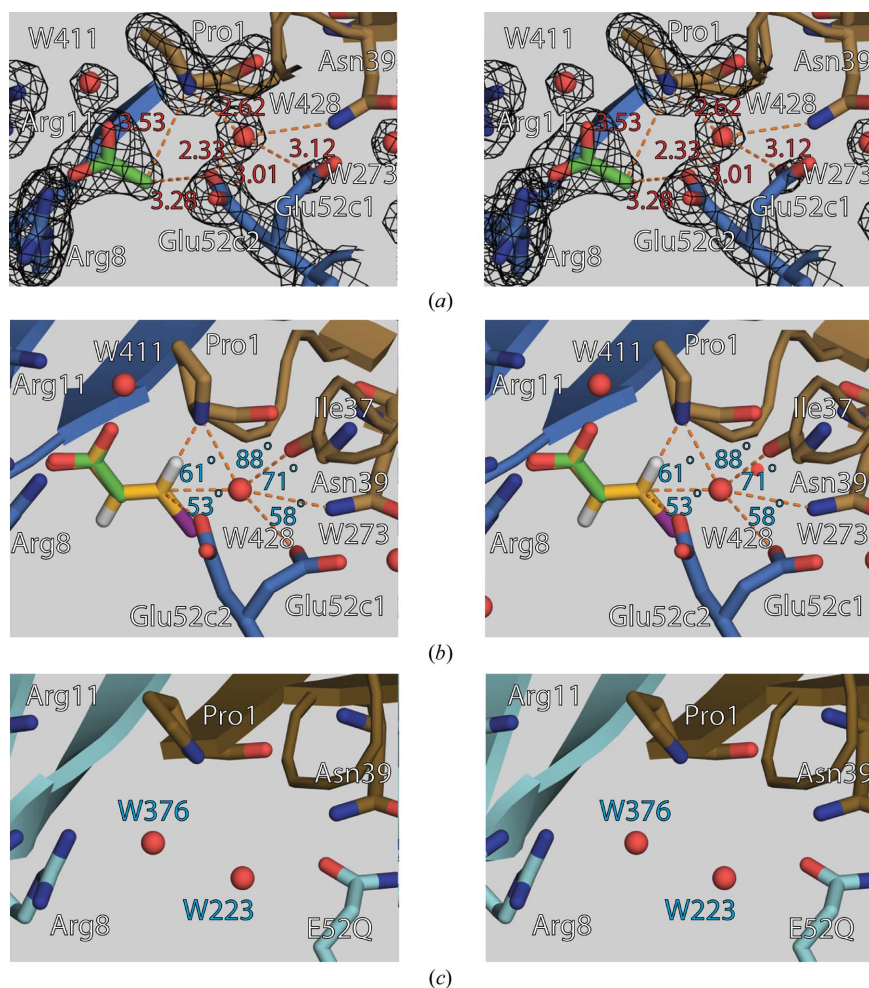 W411 Pro1 Asn39
W428
Arg11 3.53 2.62
2.33 3.12
3.01 W273
3.28 Glu52c1
Glu52c2
Arg8
W411 Pro1 Asn39
W428
Arg11 3.53 2.62
2.33 3.12
3.01 W273
3.28 Glu52c1
Glu52c2
Arg8
(a)
W411 Pro1
Arg11 Ile37
61° 88°
71° Asn39
53° 58°
W428 W273
Arg8
Glu52c2 Glu52c1
W411 Pro1
Arg11 Ile37
61° 88°
71° Asn39
53° 58°
W428 W273
Arg8
Glu52c2 Glu52c1
(b)
Arg11 Pro1
Asn39
W376
W223
Arg8 E52Q
Arg11 Pro1
Asn39
W376
W223
Arg8 E52Q
(c)